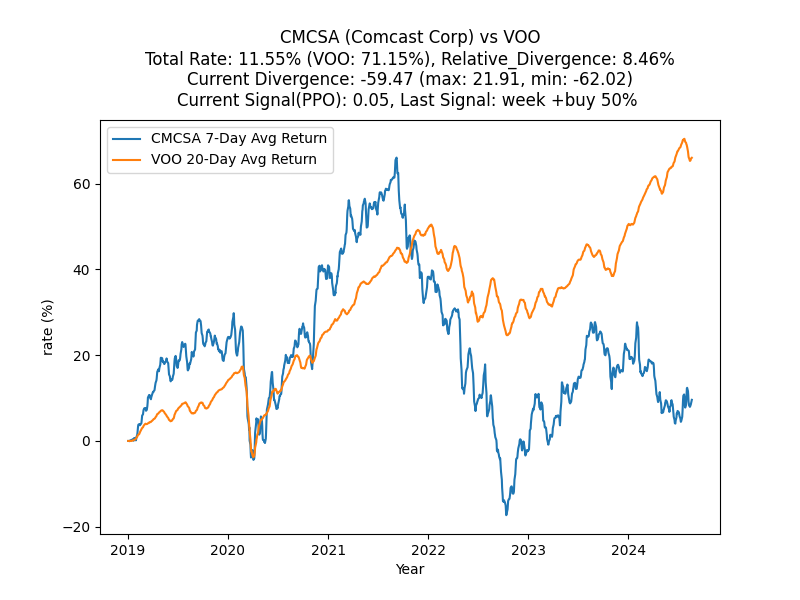 CMCSA (Comcast Corp) vs VOO
Total Rate: 11.55% (VOO: 71.15%), Relative_Divergence: 8.46%
Current Divergence: -59.47 (max: 21.91, min: -62.02)
Current Signal(PPO): 0.05, Last Signal: week +buy 50%
CMCSA 7-Day Avg Return
VOO 20-Day Avg Return
rate (%)
60
40
20
0
−20
2019 2020 2021 2022 2023 2024
Year